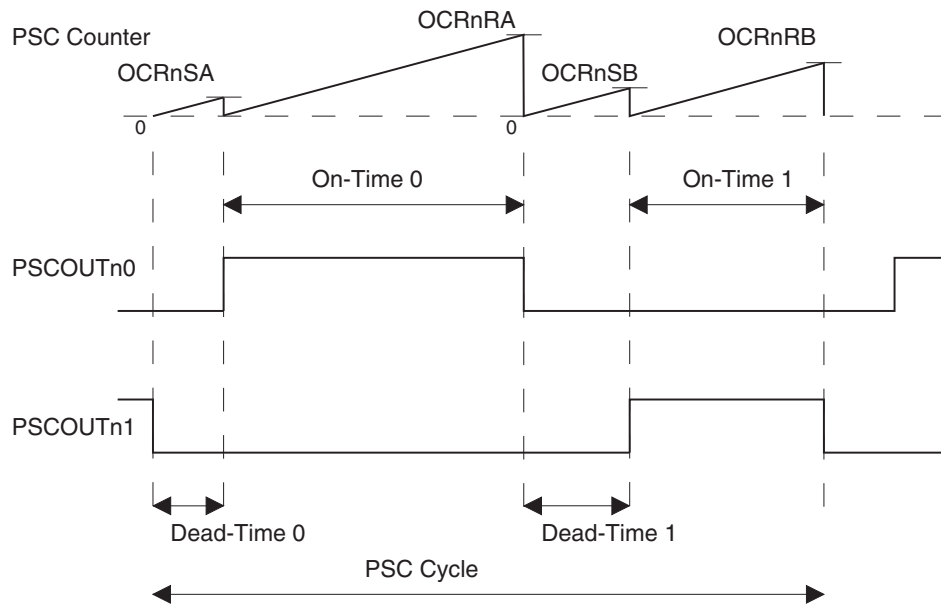 OCRnRA
PSC Counter
OCRnRB
OCRnSA
OCRnSB
0
0
On-Time 0
On-Time 1
PSCOUTn0
PSCOUTn1
Dead-Time 0
Dead-Time 1
PSC Cycle